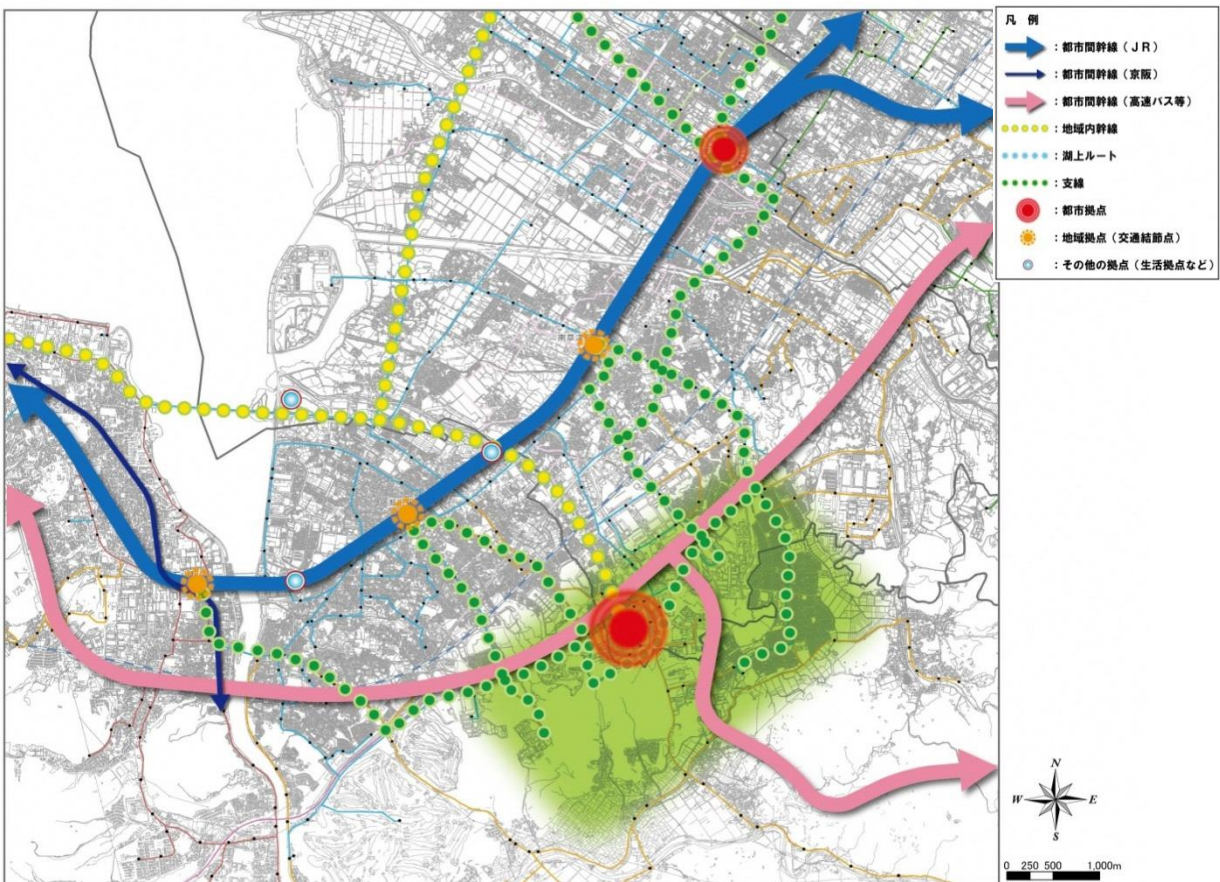 凡 例
: 都市間幹線（ＪＲ）
: 都市間幹線（京阪）
: 都市間幹線（高速バス等）
: 地域内幹線
: 湖上ルート
: 支線
: 都市拠点
: 地域拠点（交通結節点）
: その他の拠点（生活拠点など）
N
W E
S
0 250 500 1,000m